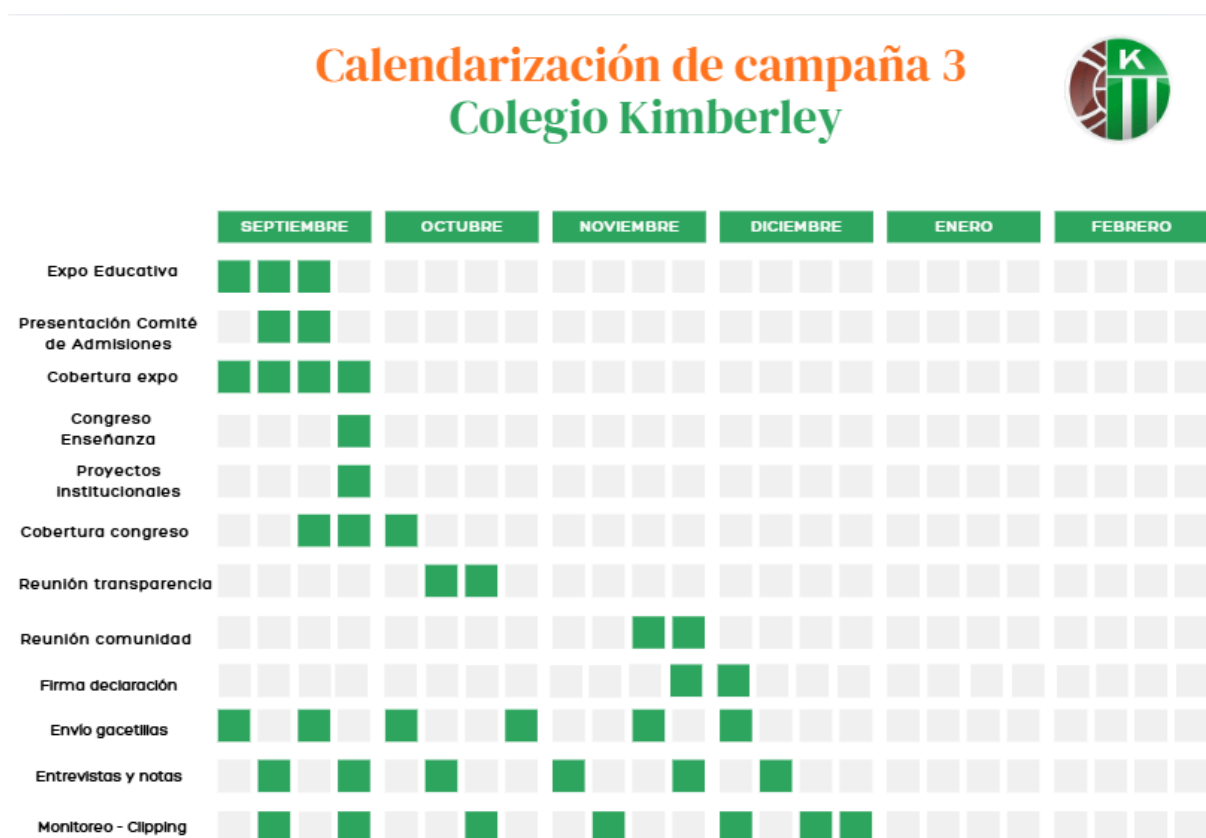 Calendarización de campaña 3
Colegio Kimberley
K
SEPTIEMBRE
OCTUBRE
NOVIEMBRE
DICIEMBRE
ENERO
FEBRERO
Expo Educativa
Presentación Comité
de Admisiones
Cobertura expo
Congreso
Enseñanza
Proyectos
institucionales
Cobertura congreso
Reunión transparencia
Reunión comunidad
Firma declaración
Envío gacetillas
Entrevistas y notas
Monitoreo - Clipping